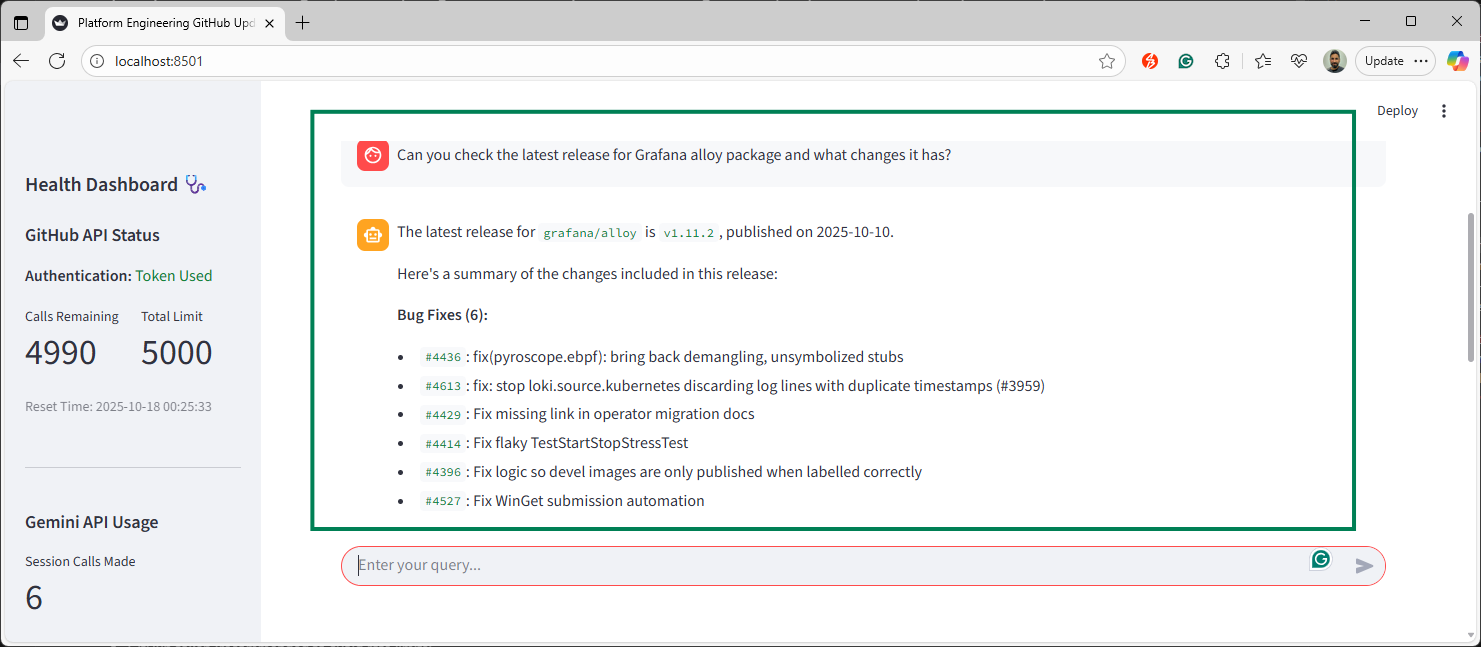 Platform Engineering GitHub Upd
localhost:8501
Update
Deploy
Health Dashboard
GitHub API Status
Authentication: Token Used
Calls Remaining Total Limit
4990 5000
Reset Time: 2025-10-18 00:25:33
Gemini API Usage
Session Calls Made
6
Can you check the latest release for Grafana alloy package and what changes it has?
The latest release for grafana/alloy is v1.11.2 , published on 2025-10-10.
Here's a summary of the changes included in this release:
Bug Fixes (6):
#4436 : fix(pyroscope.ebpf): bring back demangling, unsymbolized stubs
#4613 : fix: stop loki.source.kubernetes discarding log lines with duplicate timestamps (#3959)
#4429 : Fix missing link in operator migration docs
#4414 : Fix flaky TestStartStopStressTest
#4396 : Fix logic so devel images are only published when labelled correctly
#4527 : Fix WinGet submission automation
Enter your query...